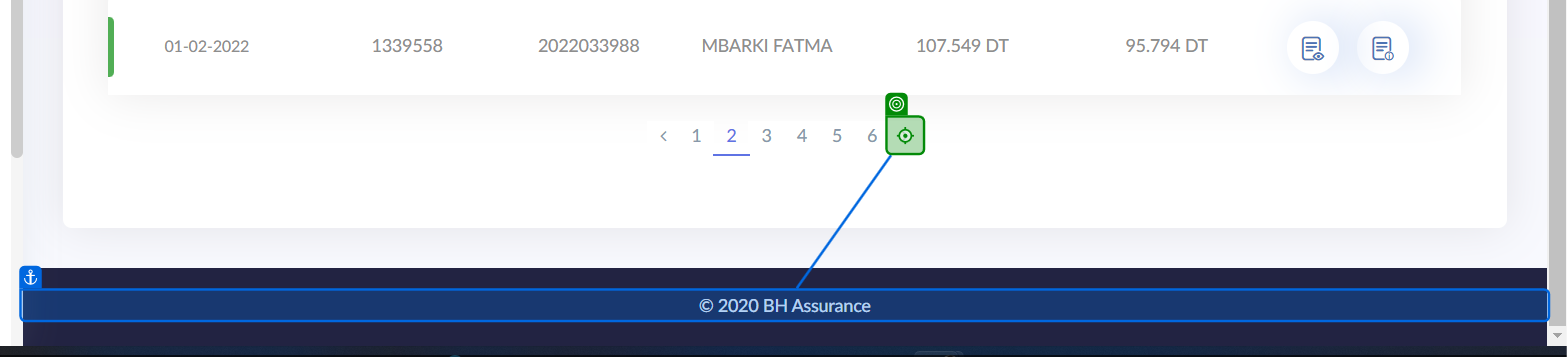 01-02-2022 1339558 2022033988 MBARKI FATMA 107.549 DT 95.794 DT
< 1 2 3 4 5 6
© 2020 BH Assurance